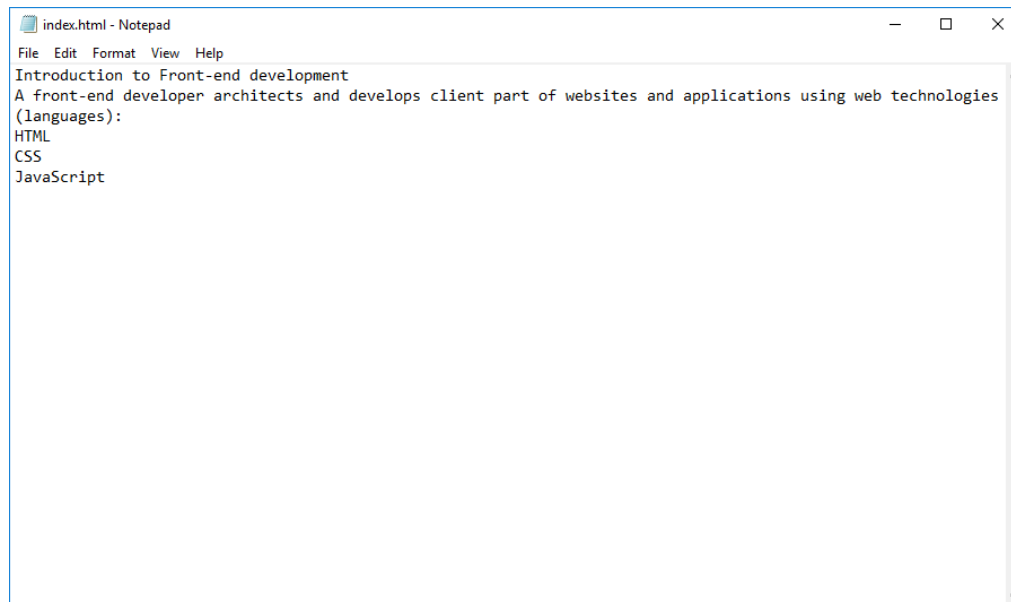 index.html - Notepad
File Edit Format View Help
Introduction to Front-end development
A front-end developer architects and develops client part of websites and applications using web technologies
(languages):
HTML
CSS
JavaScript